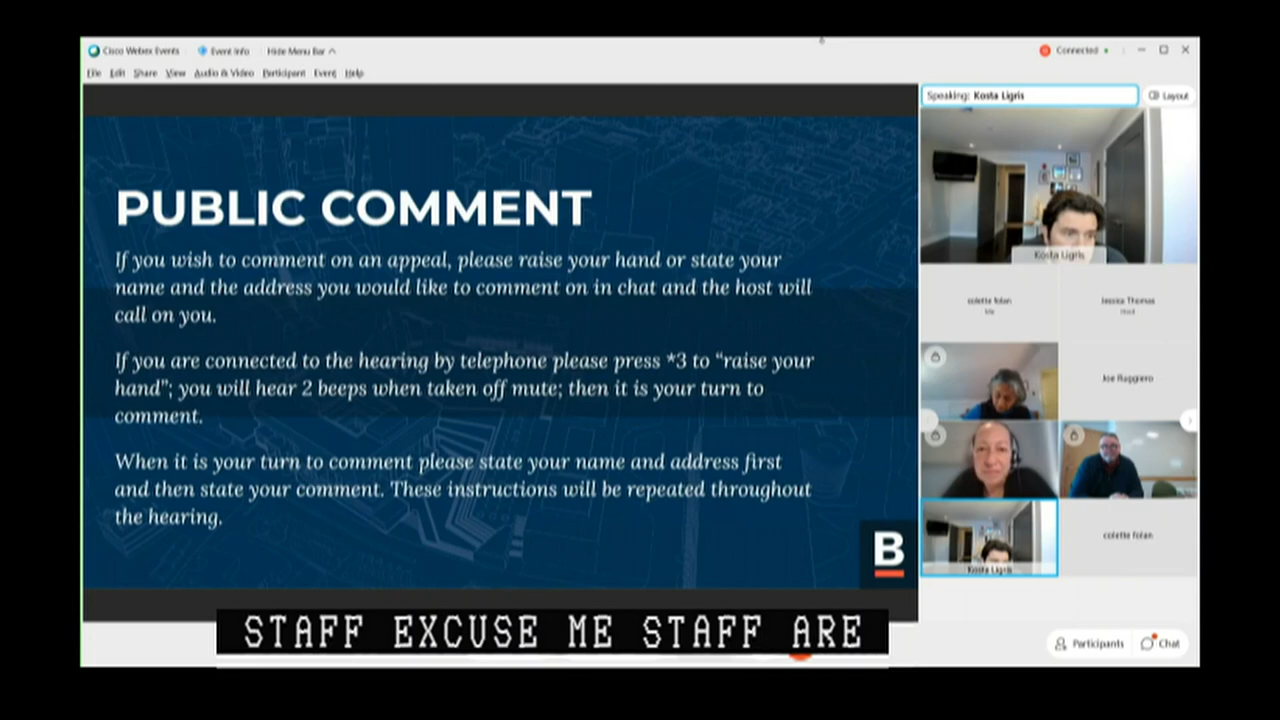 Cisco Webex Events Event Info Hide Menu Bar Connected
File Edit Share View Audio & Video Participant Event Help
Speaking: Kosta Ligris Layout
PUBLIC COMMENT
If you wish to comment on an appeal, please raise your hand or state your
name and the address you would like to comment on in chat and the host will
call on you.
If you are connected to the hearing by telephone please press *3 to “raise your
hand”; you will hear 2 beeps when taken off mute; then it is your turn to
comment.
When it is your turn to comment please state your name and address first
and then state your comment. These instructions will be repeated throughout
the hearing.
B
Kosta Ligris
colette folan
Me
Jessica Thomas
Host
Joe Ruggiero
Kosta Ligris
colette folan
STAFF EXCUSE ME STAFF ARE
Participants Chat